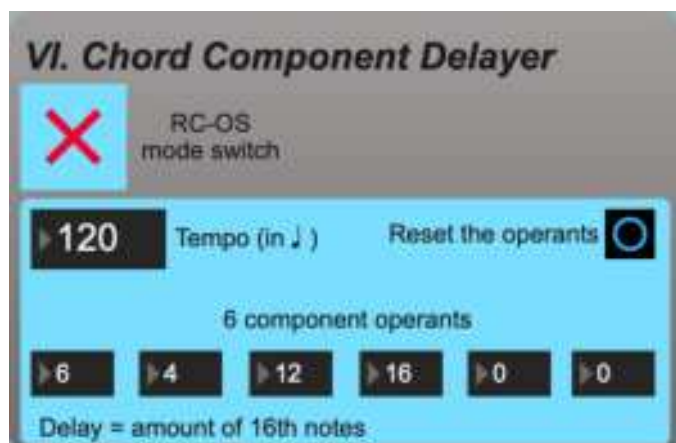 VI. Chord Component Delayer
RC-OS
mode switch
120 Tempo (in ♩ ) Reset the operants
6 component operants
6 4 12 16 0 0
Delay = amount of 16th notes